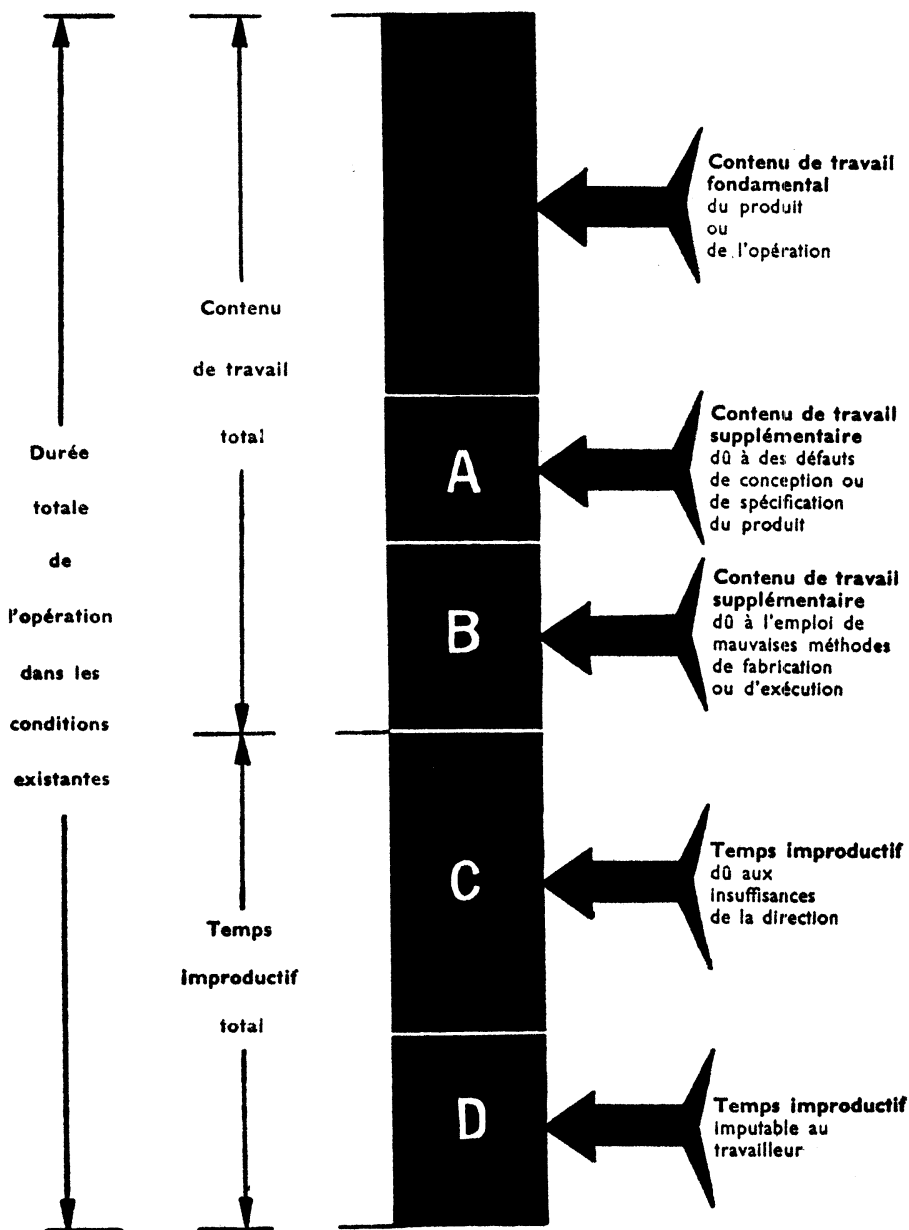 Durée
totale
de
l'opération
dans les
conditions
existantes
Contenu
de travail
total
Temps
improductif
total
A
B
C
D
Contenu de travail
fondamental
du produit
ou
de l'opération
Contenu de travail
supplémentaire
dû à des défauts
de conception ou
de spécification
du produit
Contenu de travail
supplémentaire
dû à l'emploi de
mauvaises méthodes
de fabrication
ou d'exécution
Temps improductif
dû aux
insuffisances
de la direction
Temps improductif
imputable au
travailleur